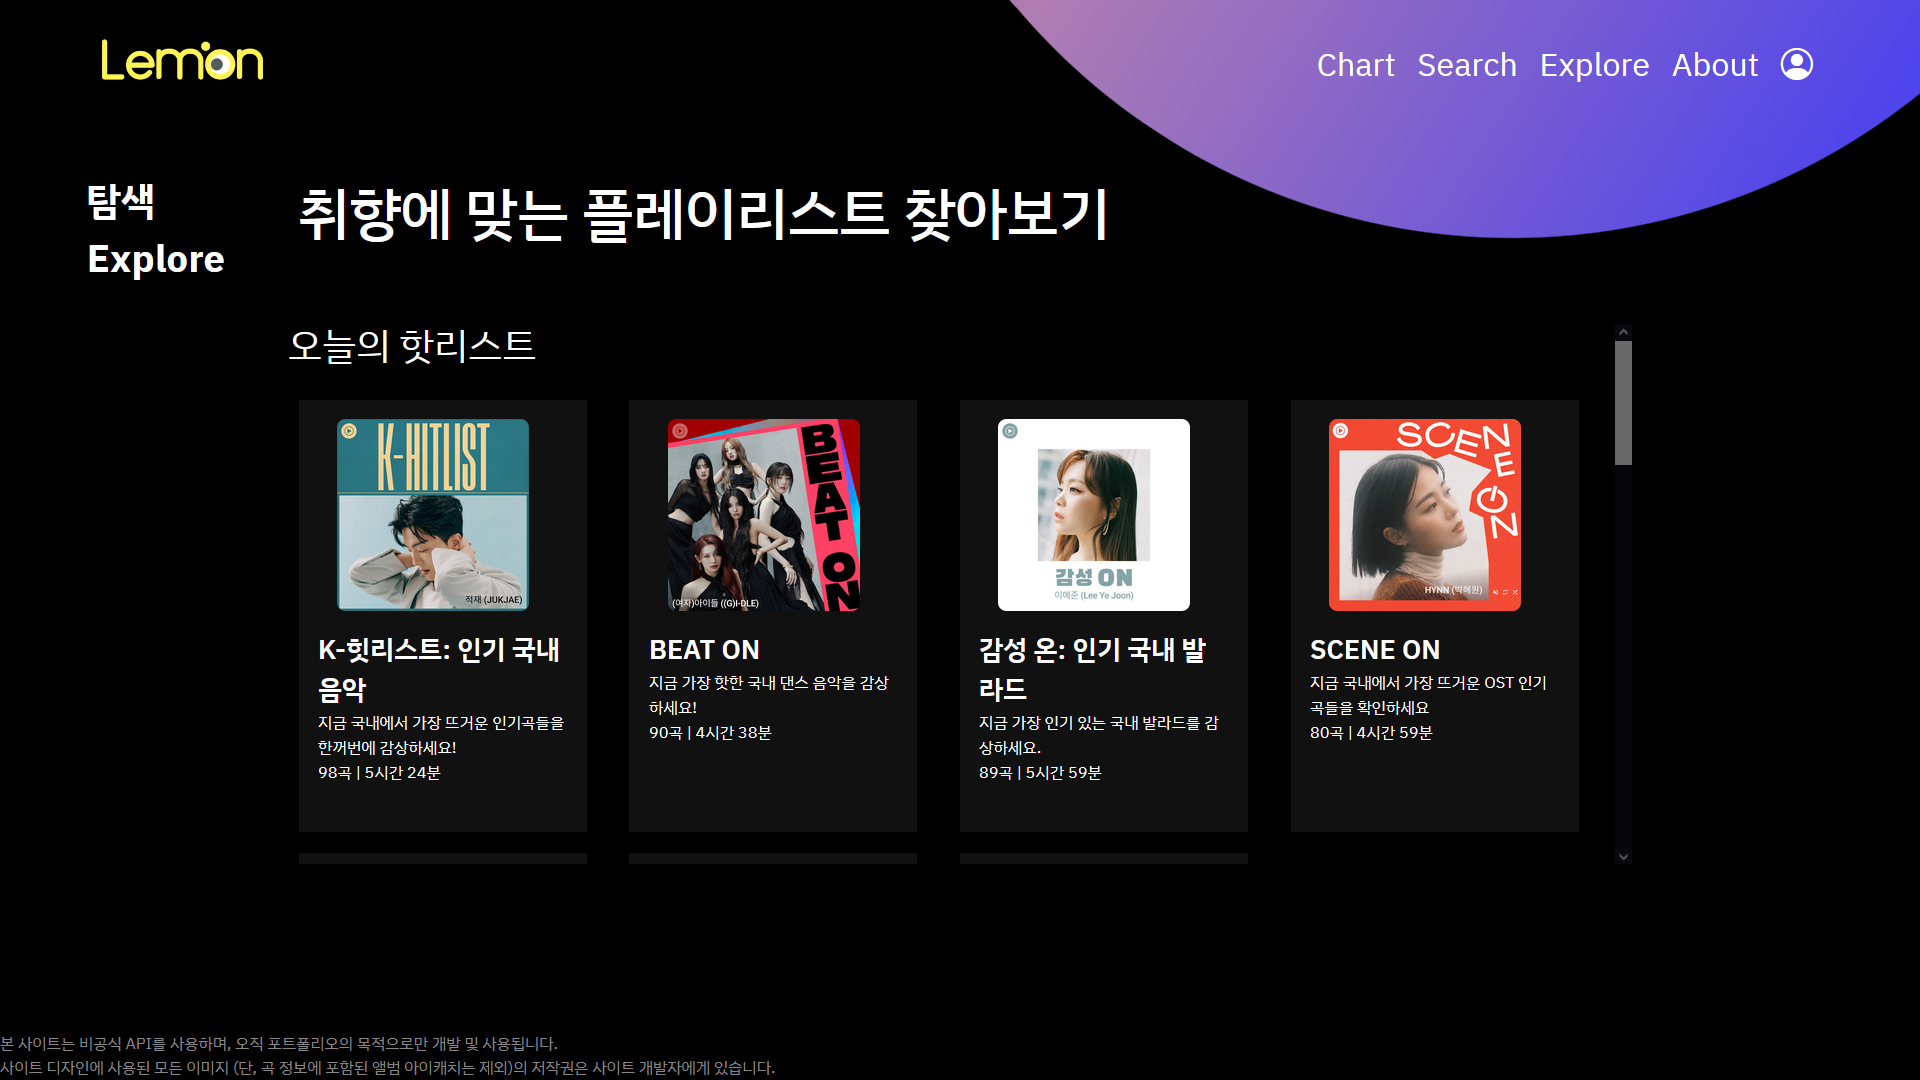 Lemon
Chart Search Explore About
탐색
Explore
취향에 맞는 플레이리스트 찾아보기
오늘의 핫리스트
K-HITLIST
적재 (JUKJAE)
K-힛리스트: 인기 국내
음악
지금 국내에서 가장 뜨거운 인기곡들을
한꺼번에 감상하세요!
98곡 | 5시간 24분
BEAT ON
(여자)아이들 ((G)I-DLE)
BEAT ON
지금 가장 핫한 국내 댄스 음악을 감상
하세요!
90곡 | 4시간 38분
감성 ON
이예준 (Lee Ye Joon)
감성 온: 인기 국내 발
라드
지금 가장 인기 있는 국내 발라드를 감
상하세요.
89곡 | 5시간 59분
SCENE ON
HYNN (박혜원)
SCENE ON
지금 국내에서 가장 뜨거운 OST 인기
곡들을 확인하세요
80곡 | 4시간 59분
본 사이트는 비공식 API를 사용하며, 오직 포트폴리오의 목적으로만 개발 및 사용됩니다.
사이트 디자인에 사용된 모든 이미지 (단, 곡 정보에 포함된 앨범 아이캐치는 제외)의 저작권은 사이트 개발자에게 있습니다.